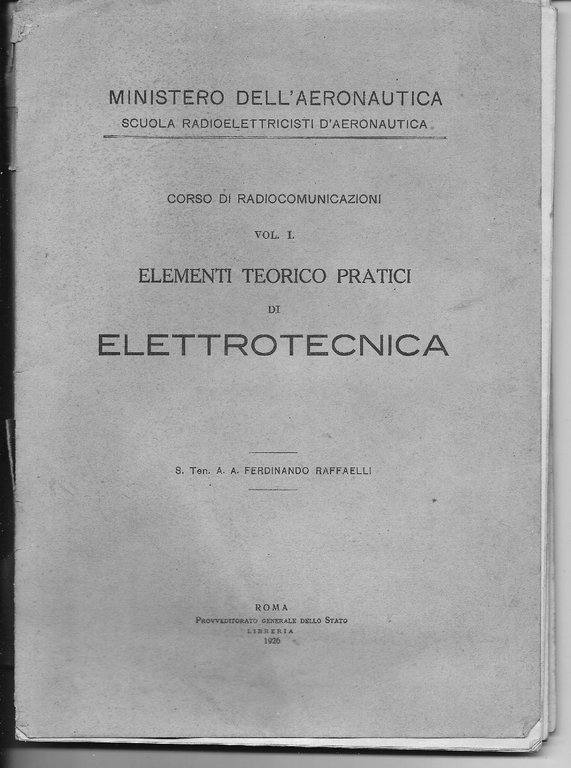 MINISTERO DELL'AERONAUTICA
SCUOLA RADIOELETTRICISTI D'AERONAUTICA
CORSO DI RADIOCOMUNICAZIONI
VOL. I.
ELEMENTI TEORICO PRATICI
DI
ELETTROTECNICA
S. Ten. A. A. FERDINANDO RAFFAELLI
ROMA
PROVVEDITORATO GENERALE DELLO STATO
LIBRERIA
1926